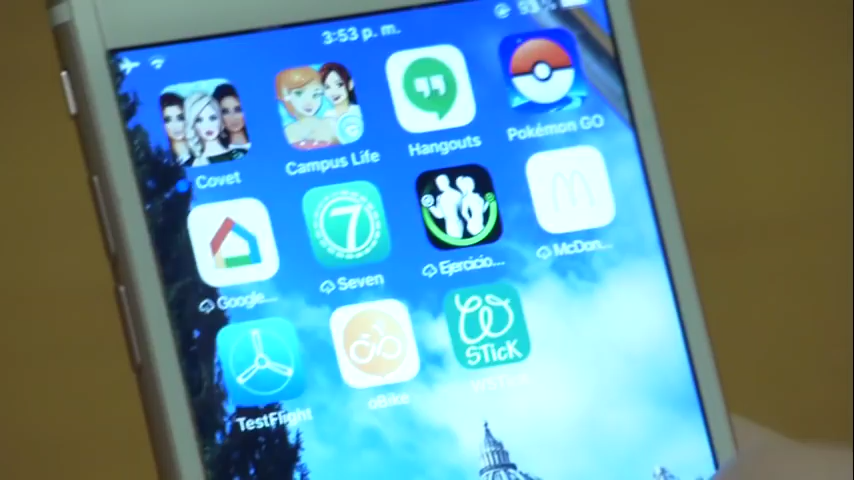 3:53 p. m.
Covet
Campus Life
Hangouts
Pokémon GO
Google...
7
Seven
Ejercicio...
McDon...
TestFlight
oBike
W
STicK